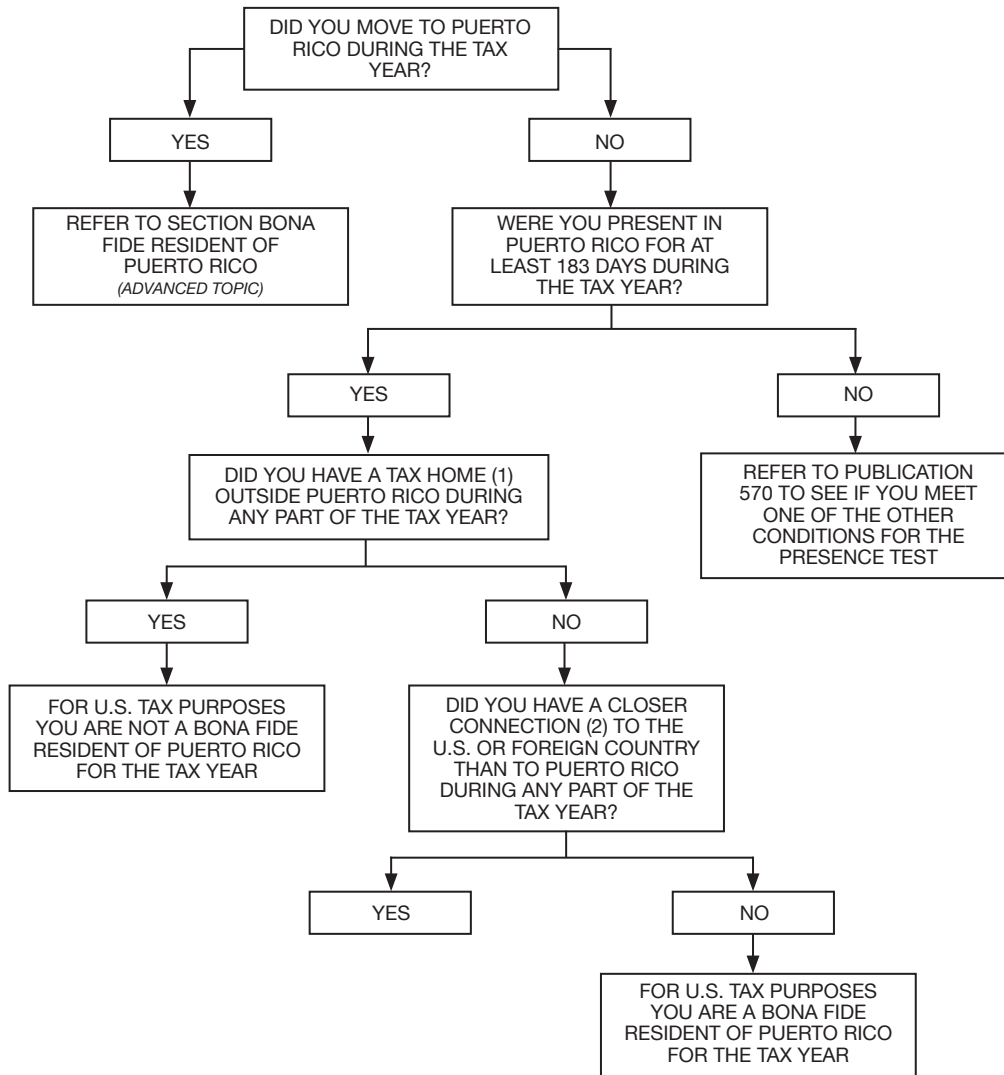 DID YOU MOVE TO PUERTO
RICO DURING THE TAX
YEAR?
YES
NO
REFER TO SECTION BONA
FIDE RESIDENT OF
PUERTO RICO
(ADVANCED TOPIC)
WERE YOU PRESENT IN
PUERTO RICO FOR AT
LEAST 183 DAYS DURING
THE TAX YEAR?
YES
NO
DID YOU HAVE A TAX HOME (1)
OUTSIDE PUERTO RICO DURING
ANY PART OF THE TAX YEAR?
REFER TO PUBLICATION
570 TO SEE IF YOU MEET
ONE OF THE OTHER
CONDITIONS FOR THE
PRESENCE TEST
YES
NO
FOR U.S. TAX PURPOSES
YOU ARE NOT A BONA FIDE
RESIDENT OF PUERTO RICO
FOR THE TAX YEAR
DID YOU HAVE A CLOSER
CONNECTION (2) TO THE
U.S. OR FOREIGN COUNTRY
THAN TO PUERTO RICO
DURING ANY PART OF THE
TAX YEAR?
YES
NO
FOR U.S. TAX PURPOSES
YOU ARE A BONA FIDE
RESIDENT OF PUERTO RICO
FOR THE TAX YEAR